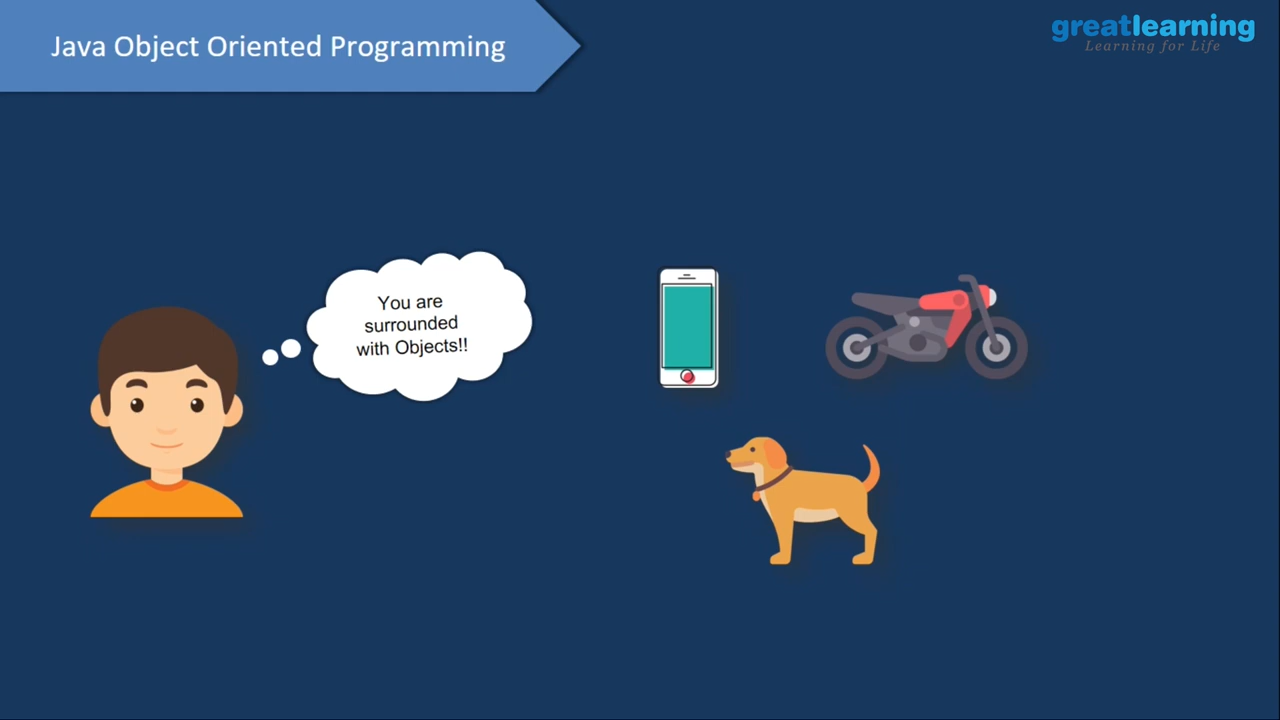 Java Object Oriented Programming
greatlearning
Learning for Life
You are
surrounded
with Objects!!